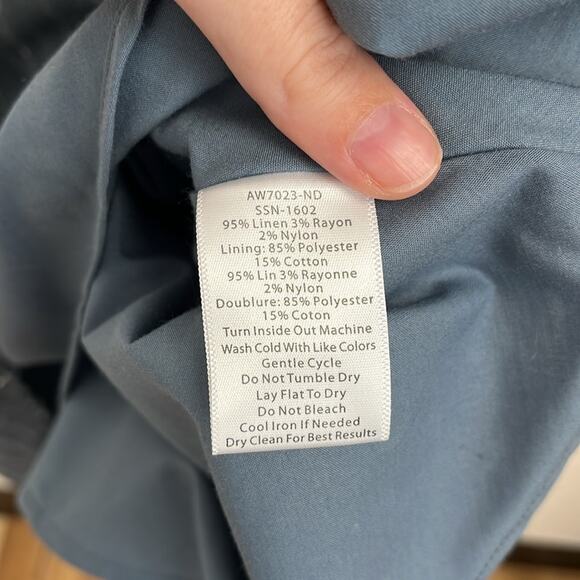 AW7023-ND
SSN-1602
95% Linen 3% Rayon
2% Nylon
Lining: 85% Polyester
15% Cotton
95% Lin 3% Rayonne
2% Nylon
Doublure: 85% Polyester
15% Coton
Turn Inside Out Machine
Wash Cold With Like Colors
Gentle Cycle
Do Not Tumble Dry
Lay Flat To Dry
Do Not Bleach
Cool Iron If Needed
Dry Clean For Best Results